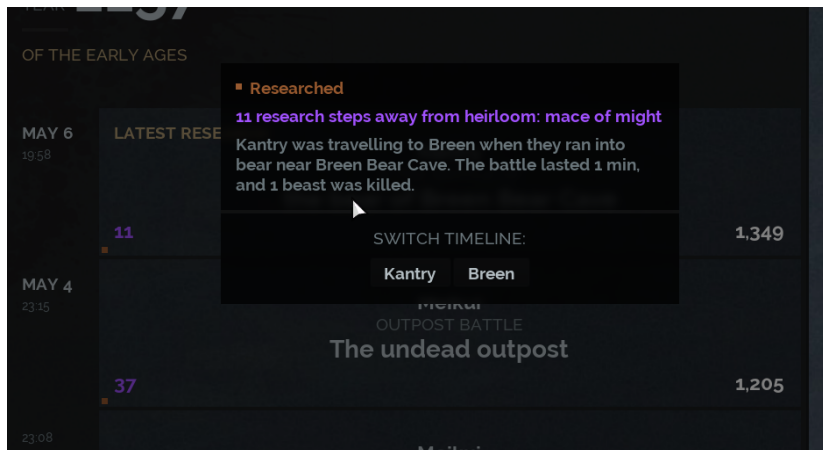 OF THE EARLY AGES
Researched
11 research steps away from heirloom: mace of might
Kantry was travelling to Breen when they ran into
bear near Breen Bear Cave. The battle lasted 1 min,
and 1 beast was killed.
SWITCH TIMELINE:
Kantry Breen
MAY 6
19:58
LATEST RESE
11
1,349
MAY 4
23:15
OUTPOST BATTLE
The undead outpost
37
1,205
23:08